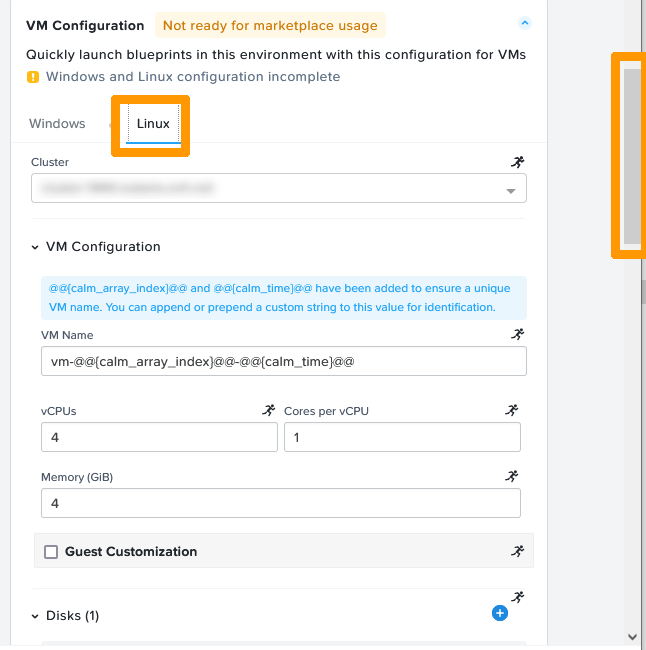 VM Configuration Not ready for marketplace usage
Quickly launch blueprints in this environment with this configuration for VMs
Windows and Linux configuration incomplete
Windows Linux
Cluster
VM Configuration
@@{calm_array_index}@@ and @@{calm_time}@@ have been added to ensure a unique
VM name. You can append or prepend a custom string to this value for identification.
VM Name
vm-@@{calm_array_index}@@-@@{calm_time}@@
vCPUs Cores per vCPU
4 1
Memory (GiB)
4
Guest Customization
Disks (1)